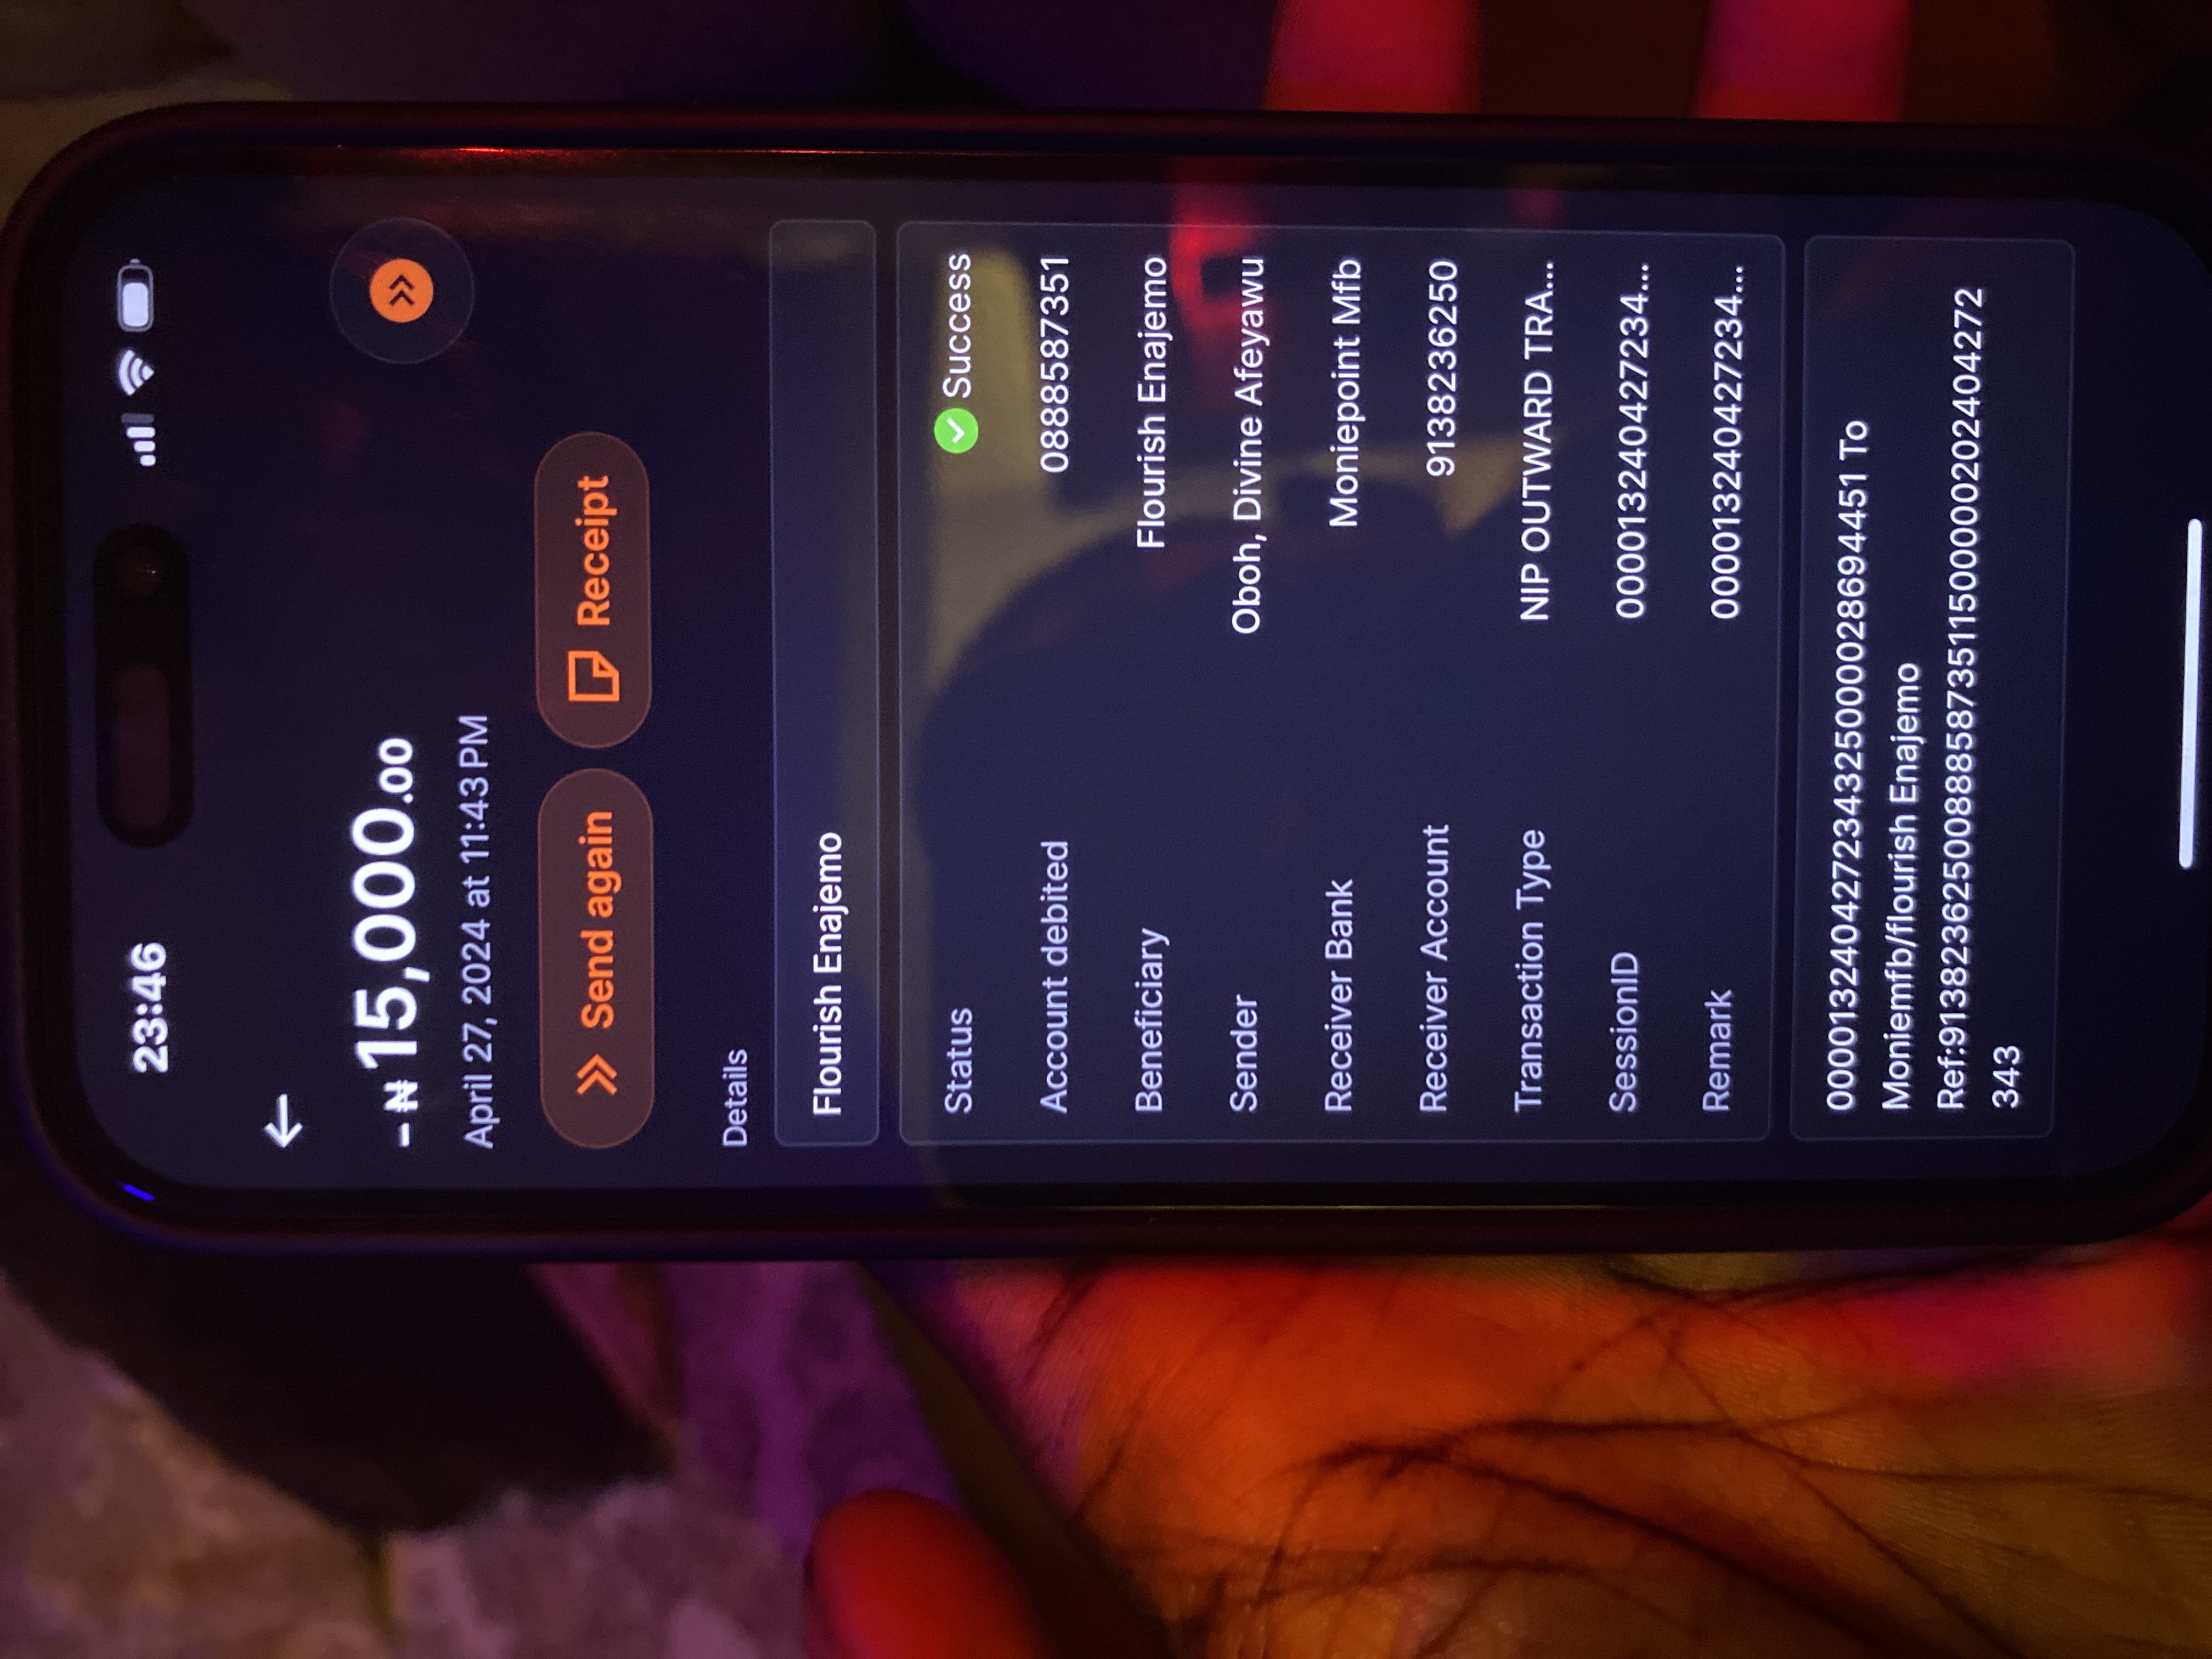 23:46
-₦15,000.00
April 27, 2024 at 11:43 PM
Send again
Receipt
Details
Flourish Enajemo
Status Success
Account debited 0888587351
Beneficiary Flourish Enajemo
Sender Oboh, Divine Afeyawu
Receiver Bank Moniepoint Mfb
Receiver Account 9138236250
Transaction Type NIP OUTWARD TRA...
SessionID 000013240427234...
Remark 000013240427234...
000013240427234325000028694451 To
Moniemfb/flourish Enajemo
Ref:913823625008885873511500000202404272
343